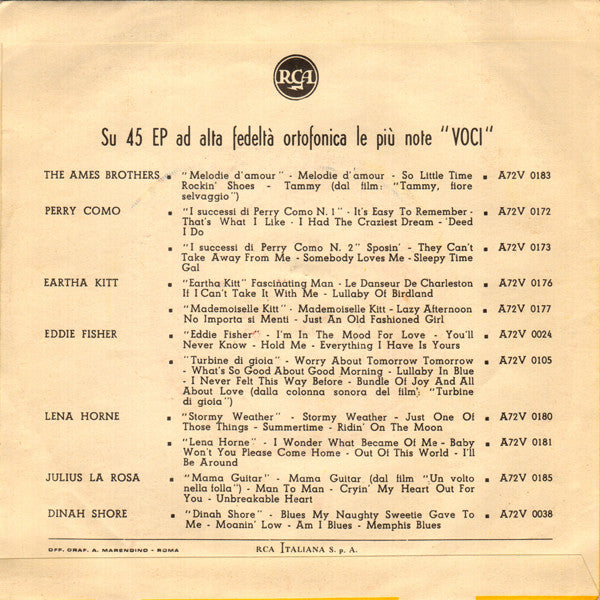 RCA
Su 45 EP ad alta fedeltà ortofonica le più note "VOCI"
THE AMES BROTHERS ▪ "Melodie d'amour" - Melodie d'amour - So Little Time ▪ A72V 0183
Rockin' Shoes - Tammy (dal film: "Tammy, fiore
selvaggio")
PERRY COMO ▪ "I successi di Perry Como N. 1" - It's Easy To Remember - ▪ A72V 0172
That's What I Like - I Had The Craziest Dream - 'Deed
I Do
▪ "I successi di Perry Como N. 2" Sposin' - They Can't ▪ A72V 0173
Take Away From Me - Somebody Loves Me - Sleepy Time
Gal
EARTHA KITT ▪ "Eartha Kitt" Fascinating Man - Le Danseur De Charleston ▪ A72V 0176
If I Can't Take It With Me - Lullaby Of Birdland
▪ "Mademoiselle Kitt" - Mademoiselle Kitt - Lazy Afternoon ▪ A72V 0177
No Importa si Menti - Just An Old Fashioned Girl
EDDIE FISHER ▪ "Eddie Fisher" - I'm In The Mood For Love - You'll ▪ A72V 0024
Never Know - Hold Me - Everything I Have Is Yours
▪ "Turbine di gioia" - Worry About Tomorrow Tomorrow ▪ A72V 0105
- What's So Good About Good Morning - Lullaby In Blue
- I Never Felt This Way Before - Bundle Of Joy And All
About Love (dalla colonna sonora del film: "Turbine
di gioia")
LENA HORNE ▪ "Stormy Weather" - Stormy Weather - Just One Of ▪ A72V 0180
Those Things - Summertime - Ridin' On The Moon
▪ "Lena Horne" - I Wonder What Became Of Me - Baby ▪ A72V 0181
Won't You Please Come Home - Out Of This World - I'll
Be Around
JULIUS LA ROSA ▪ "Mama Guitar" - Mama Guitar (dal film "Un volto ▪ A72V 0185
nella folla") - Man To Man - Cryin' My Heart Out For
You - Unbreakable Heart
DINAH SHORE ▪ "Dinah Shore" - Blues My Naughty Sweetie Gave To ▪ A72V 0038
Me - Moanin' Low - Am I Blues - Memphis Blues
OFF. GRAF. A. MARENDINO - ROMA RCA ITALIANA S. p. A.